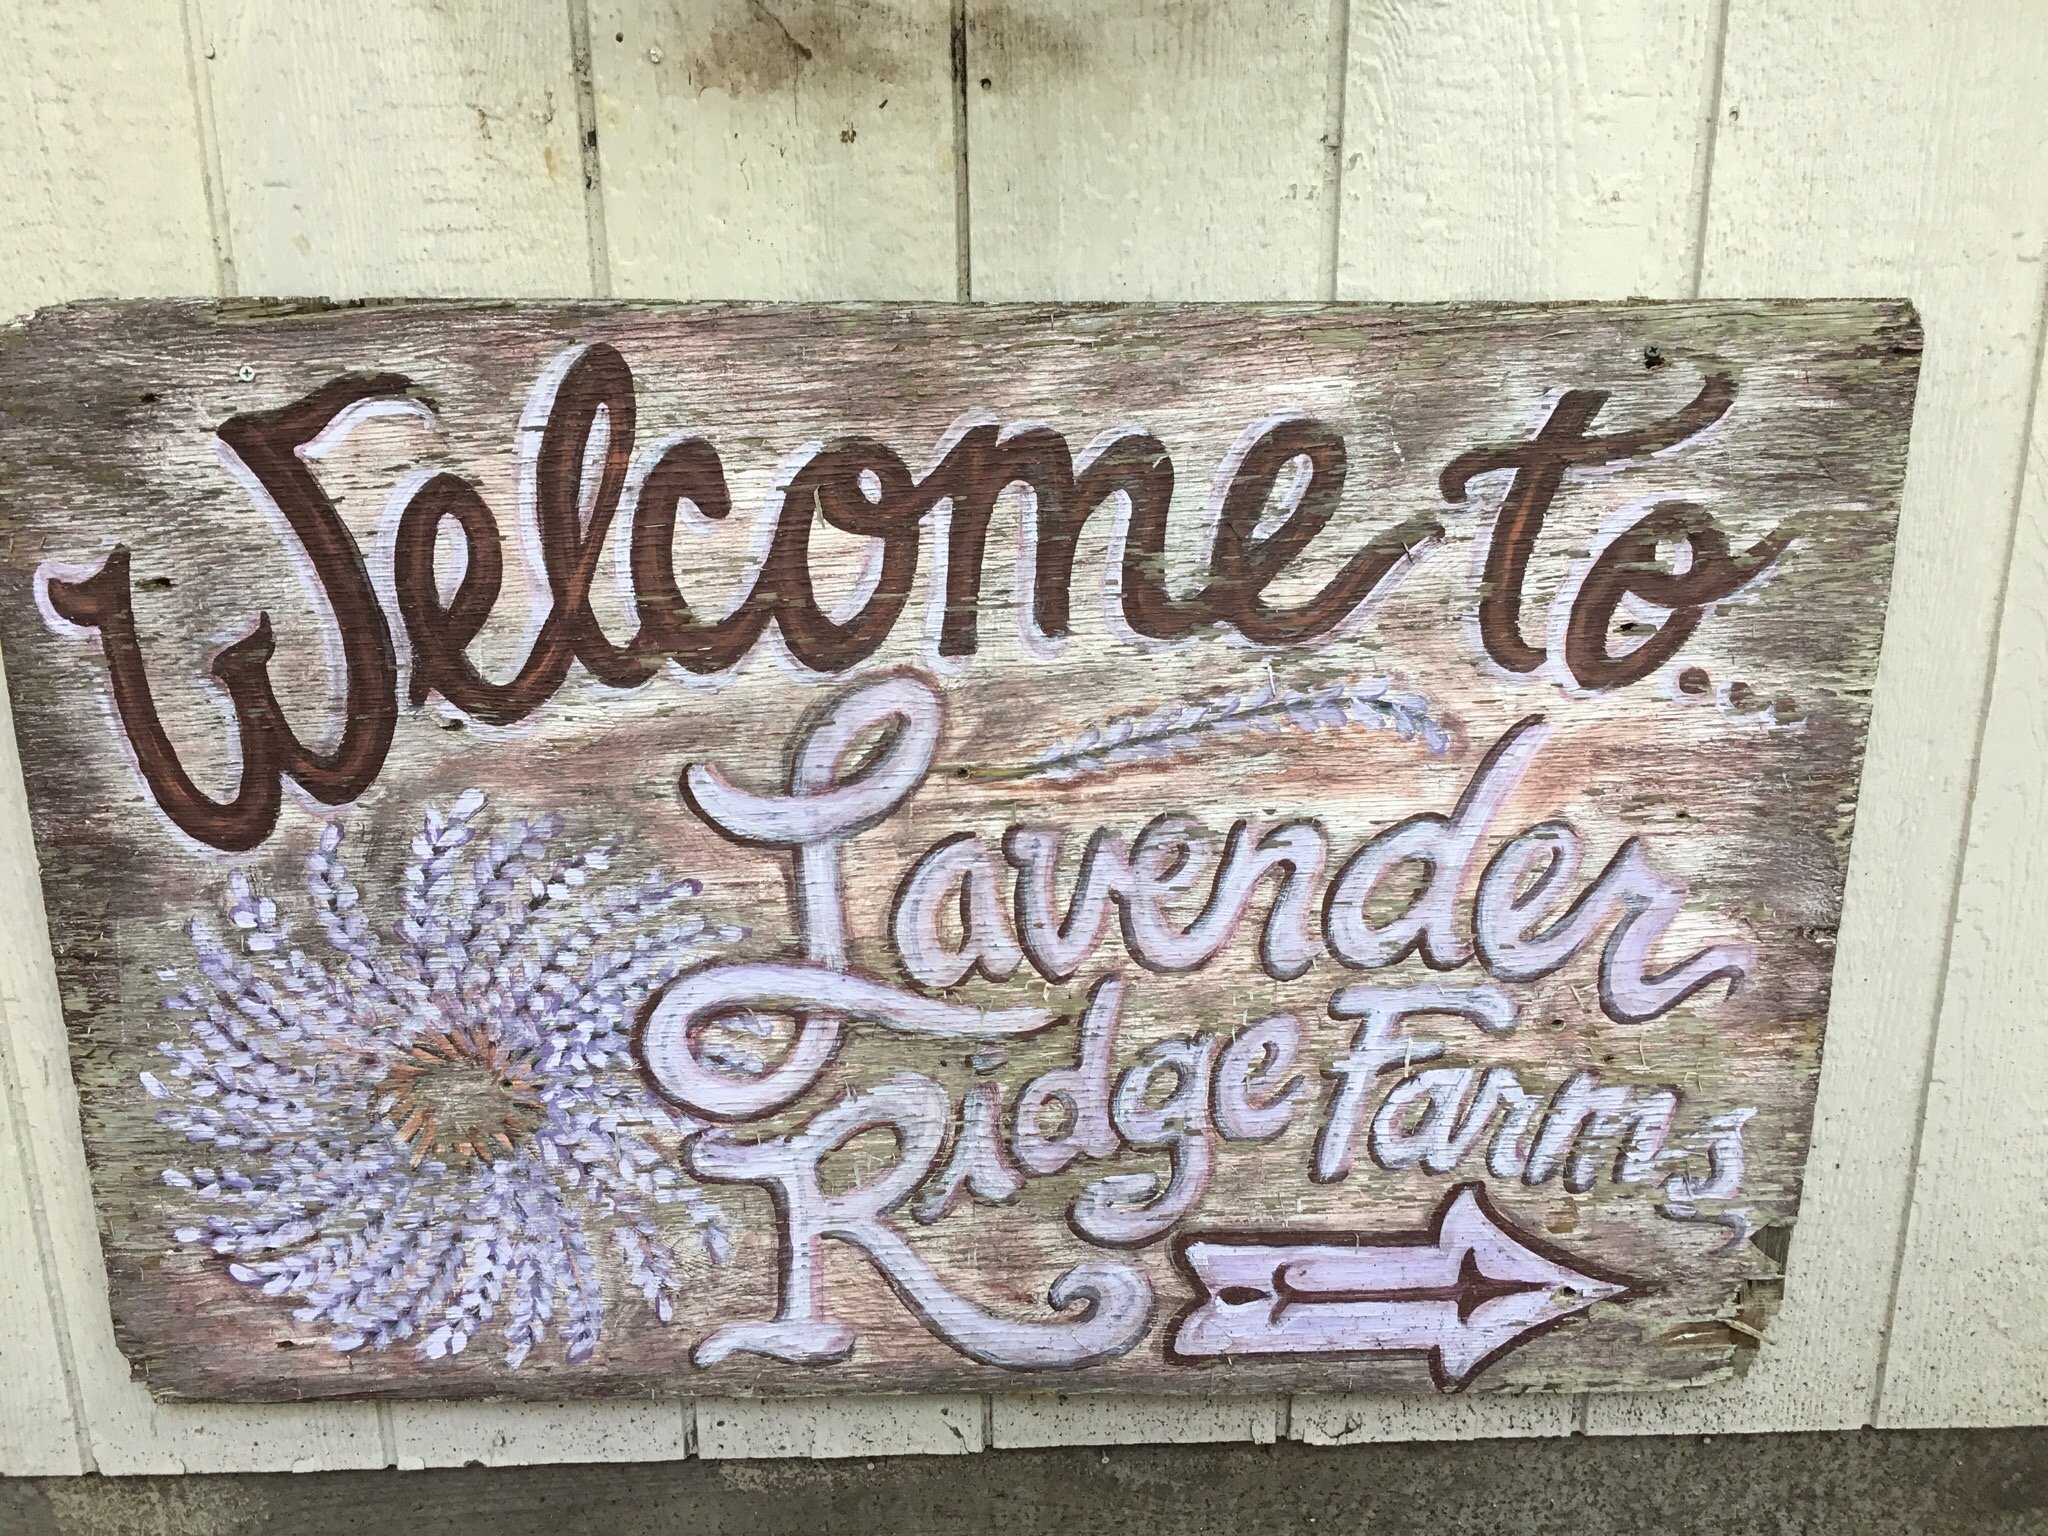 Welcome to...
Lavender
Ridge Farms